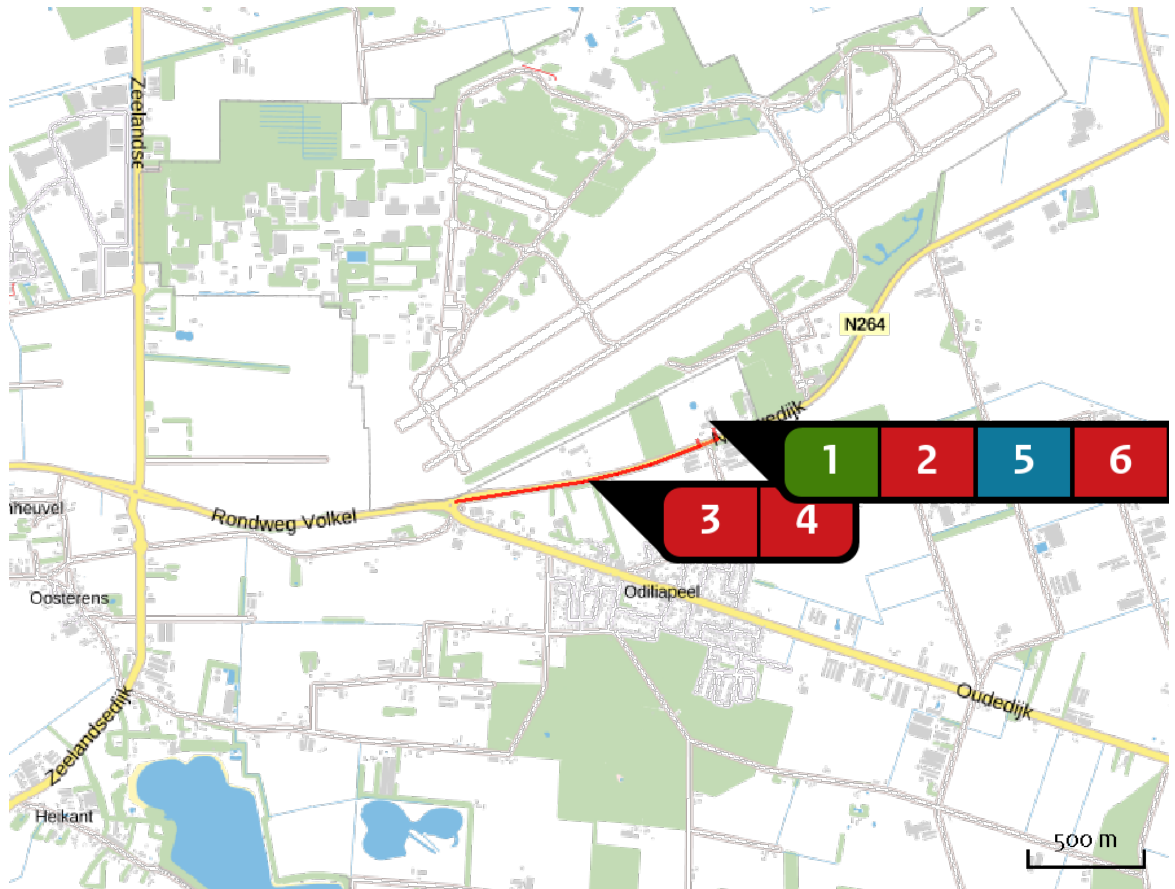 Zeelandse
N264
1 2 5 6
3 4
Rondweg Volkel
Odiliapeel
Oosterens
Oudedijk
Zeelandsedijk
Heikant
500 m